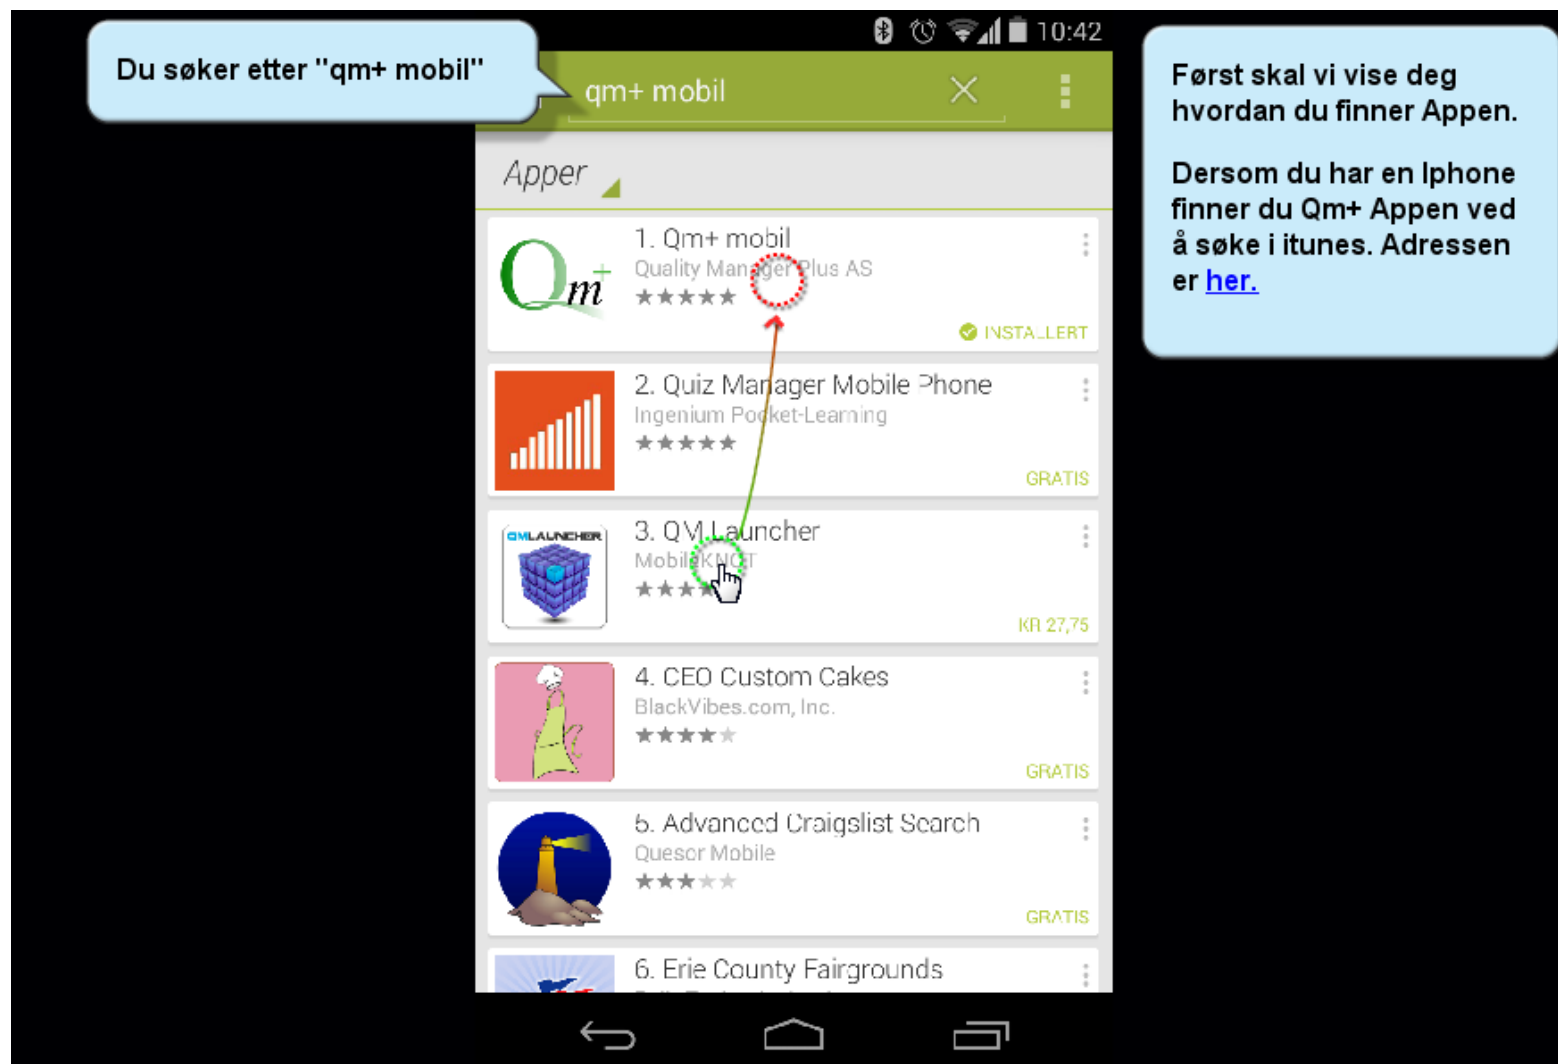 Du søker etter "qm+ mobil"
10:42
qm+ mobil
Først skal vi vise deg
hvordan du finner Appen.
Dersom du har en Iphone
finner du Qm+ Appen ved
å søke i itunes. Adressen
er her.
Apper
Qm+
1. Qm+ mobil
Quality Manager Plus AS
INSTALLERT
2. Quiz Manager Mobile Phone
Ingenium Pocket-Learning
GRATIS
QMLAUNCHER
3. QM Launcher
MobileKNOT
KR 27,75
4. CEO Custom Cakes
BlackVibes.com, Inc.
GRATIS
5. Advanced Craigslist Search
Quesor Mobile
GRATIS
6. Erie County Fairgrounds